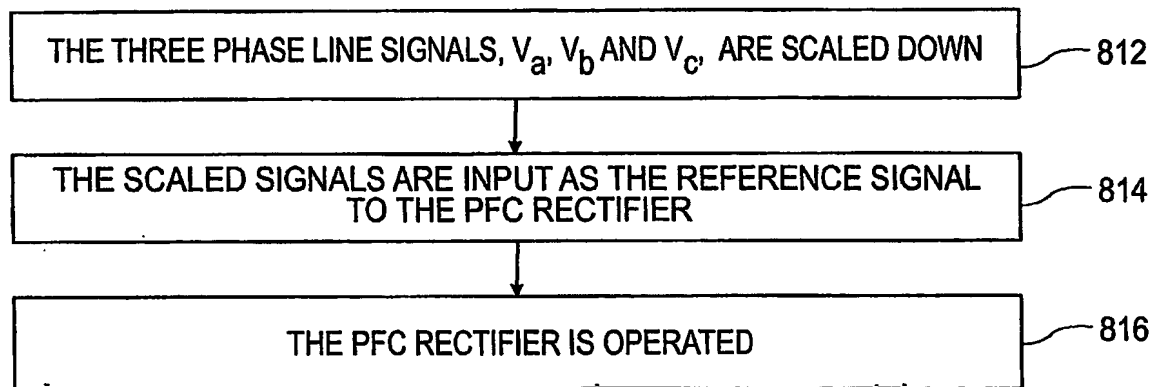 THE THREE PHASE LINE SIGNALS, Va, Vb AND Vc, ARE SCALED DOWN
812
THE SCALED SIGNALS ARE INPUT AS THE REFERENCE SIGNAL
TO THE PFC RECTIFIER
814
THE PFC RECTIFIER IS OPERATED
816